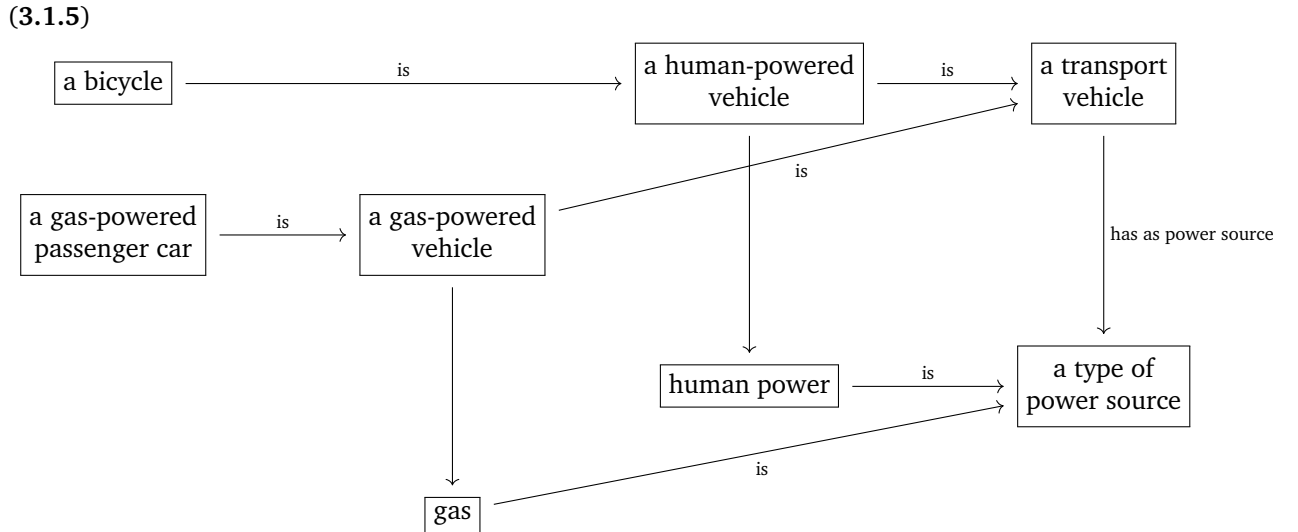 (3.1.5)
a bicycle
is
a human-powered
vehicle
is
a transport
vehicle
is
a gas-powered
passenger car
is
a gas-powered
vehicle
has as power source
human power
is
a type of
power source
is
gas